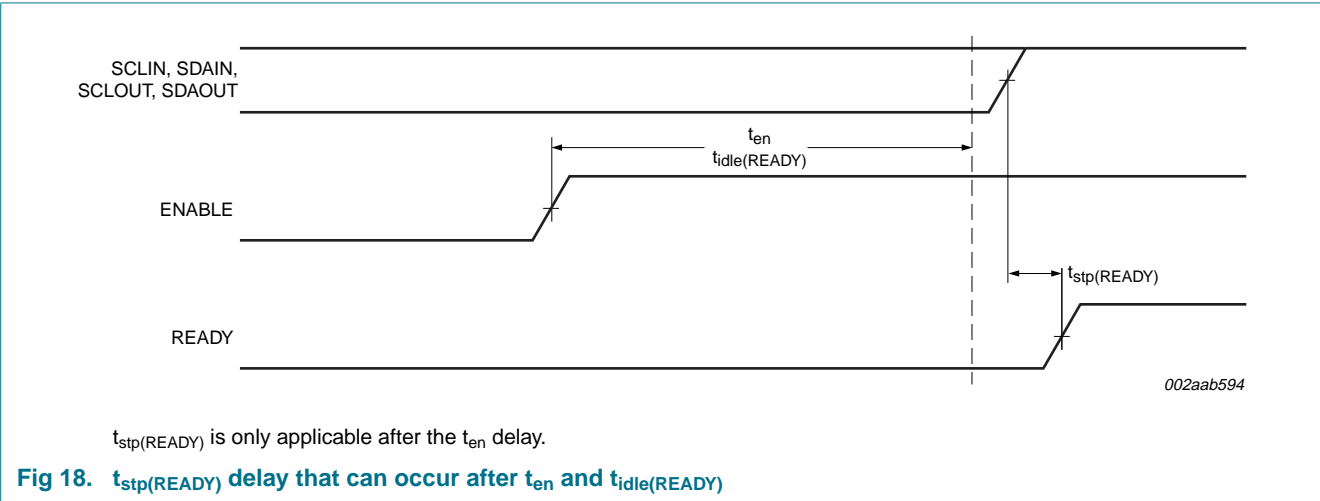 SCLIN, SDAIN,
SCLOUT, SDAOUT
ten
tidle(READY)
ENABLE
tstp(READY)
READY
002aab594
tstp(READY) is only applicable after the ten delay.
Fig 18. tstp(READY) delay that can occur after ten and tidle(READY)